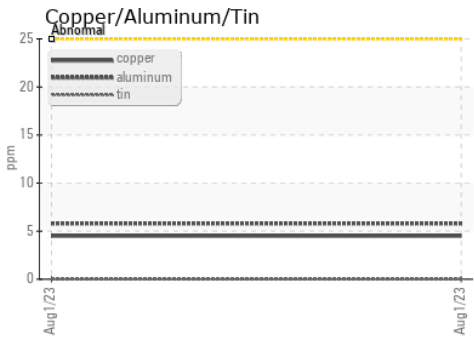 Copper/Aluminum/Tin
Abnormal
25
copper
aluminum
tin
20
15
ppm
10
5
0
Aug1/23
Aug1/23